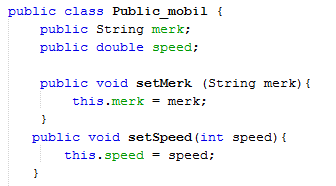 public class Public_mobil {
public String merk;
public double speed;
public void setMerk (String merk){
this.merk = merk;
}
public void setSpeed(int speed){
this.speed = speed;
}